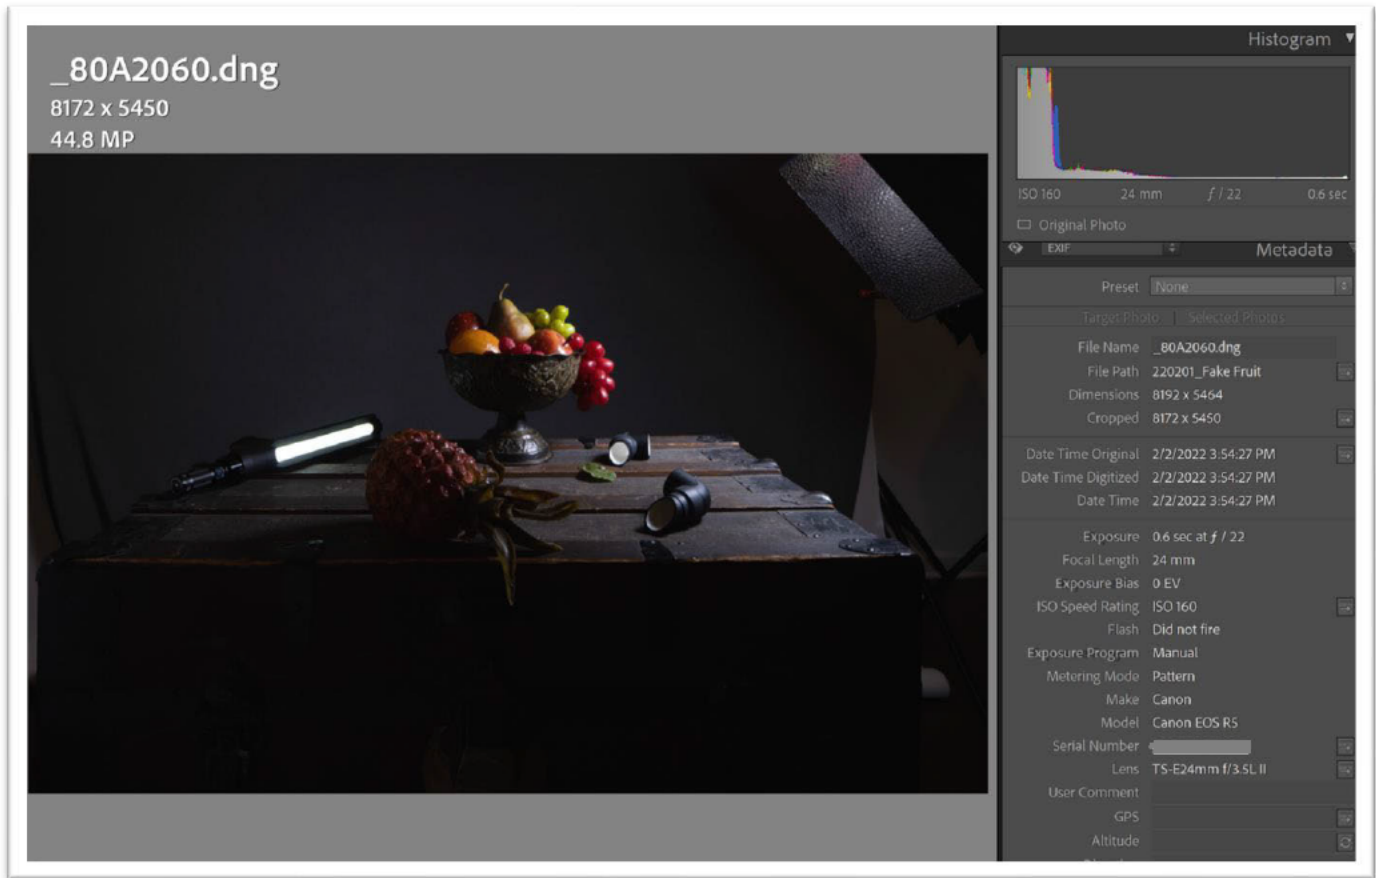 _80A2060.dng
8172 x 5450
44.8 MP
Histogram
ISO 160 24 mm ƒ / 22 0.6 sec
Original Photo
EXIF Metadata
Preset None
Target Photo | Selected Photos
File Name _80A2060.dng
File Path 220201_Fake Fruit
Dimensions 8192 x 5464
Cropped 8172 x 5450
Date Time Original 2/2/2022 3:54:27 PM
Date Time Digitized 2/2/2022 3:54:27 PM
Date Time 2/2/2022 3:54:27 PM
Exposure 0.6 sec at ƒ / 22
Focal Length 24 mm
Exposure Bias 0 EV
ISO Speed Rating ISO 160
Flash Did not fire
Exposure Program Manual
Metering Mode Pattern
Make Canon
Model Canon EOS R5
Serial Number
Lens TS-E24mm f/3.5L II
User Comment
GPS
Altitude